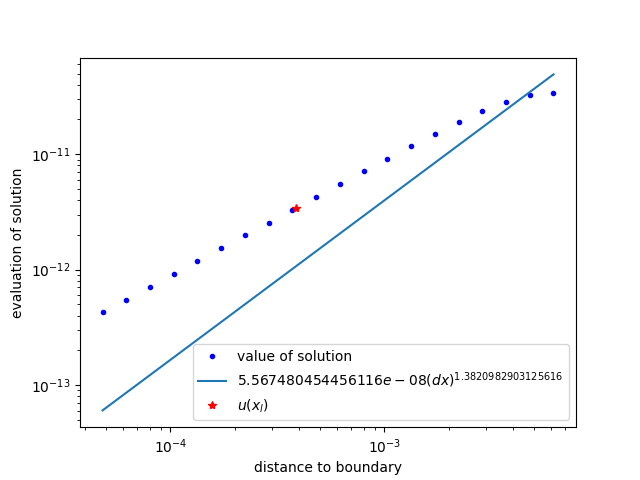 10⁻¹¹
10⁻¹²
10⁻¹³
evaluation of solution
value of solution
5.567480454456116e − 08(dx)^1.3820982903125616
u(x_I)
10⁻⁴
10⁻³
distance to boundary